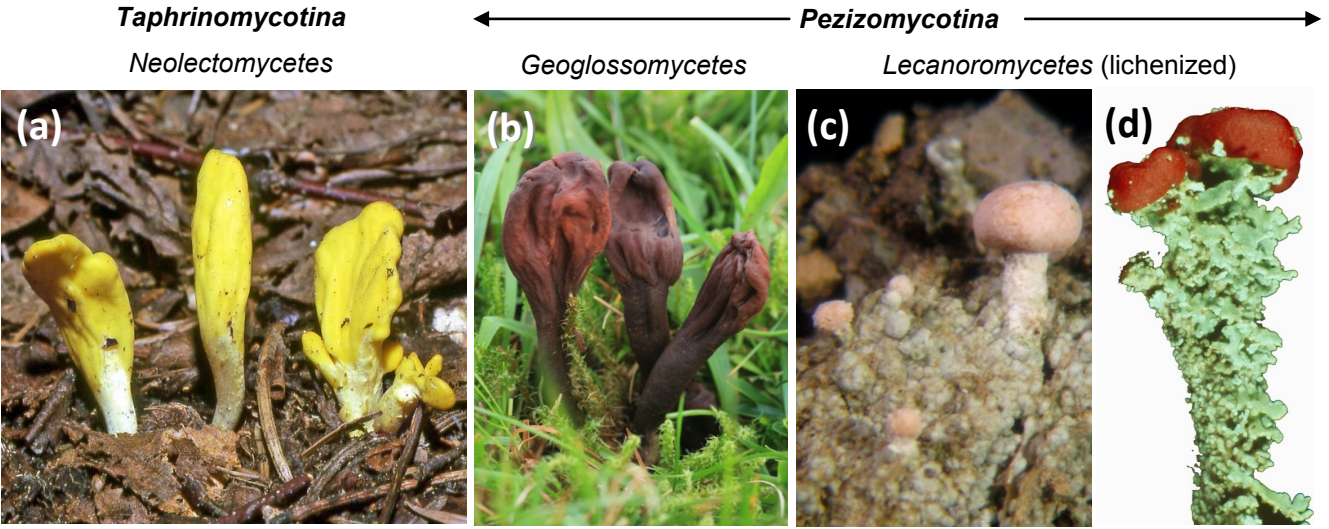 Taphrinomycotina
Pezizomycotina
Neolectomycetes
Geoglossomycetes
Lecanoromycetes (lichenized)
(a)
(b)
(c)
(d)